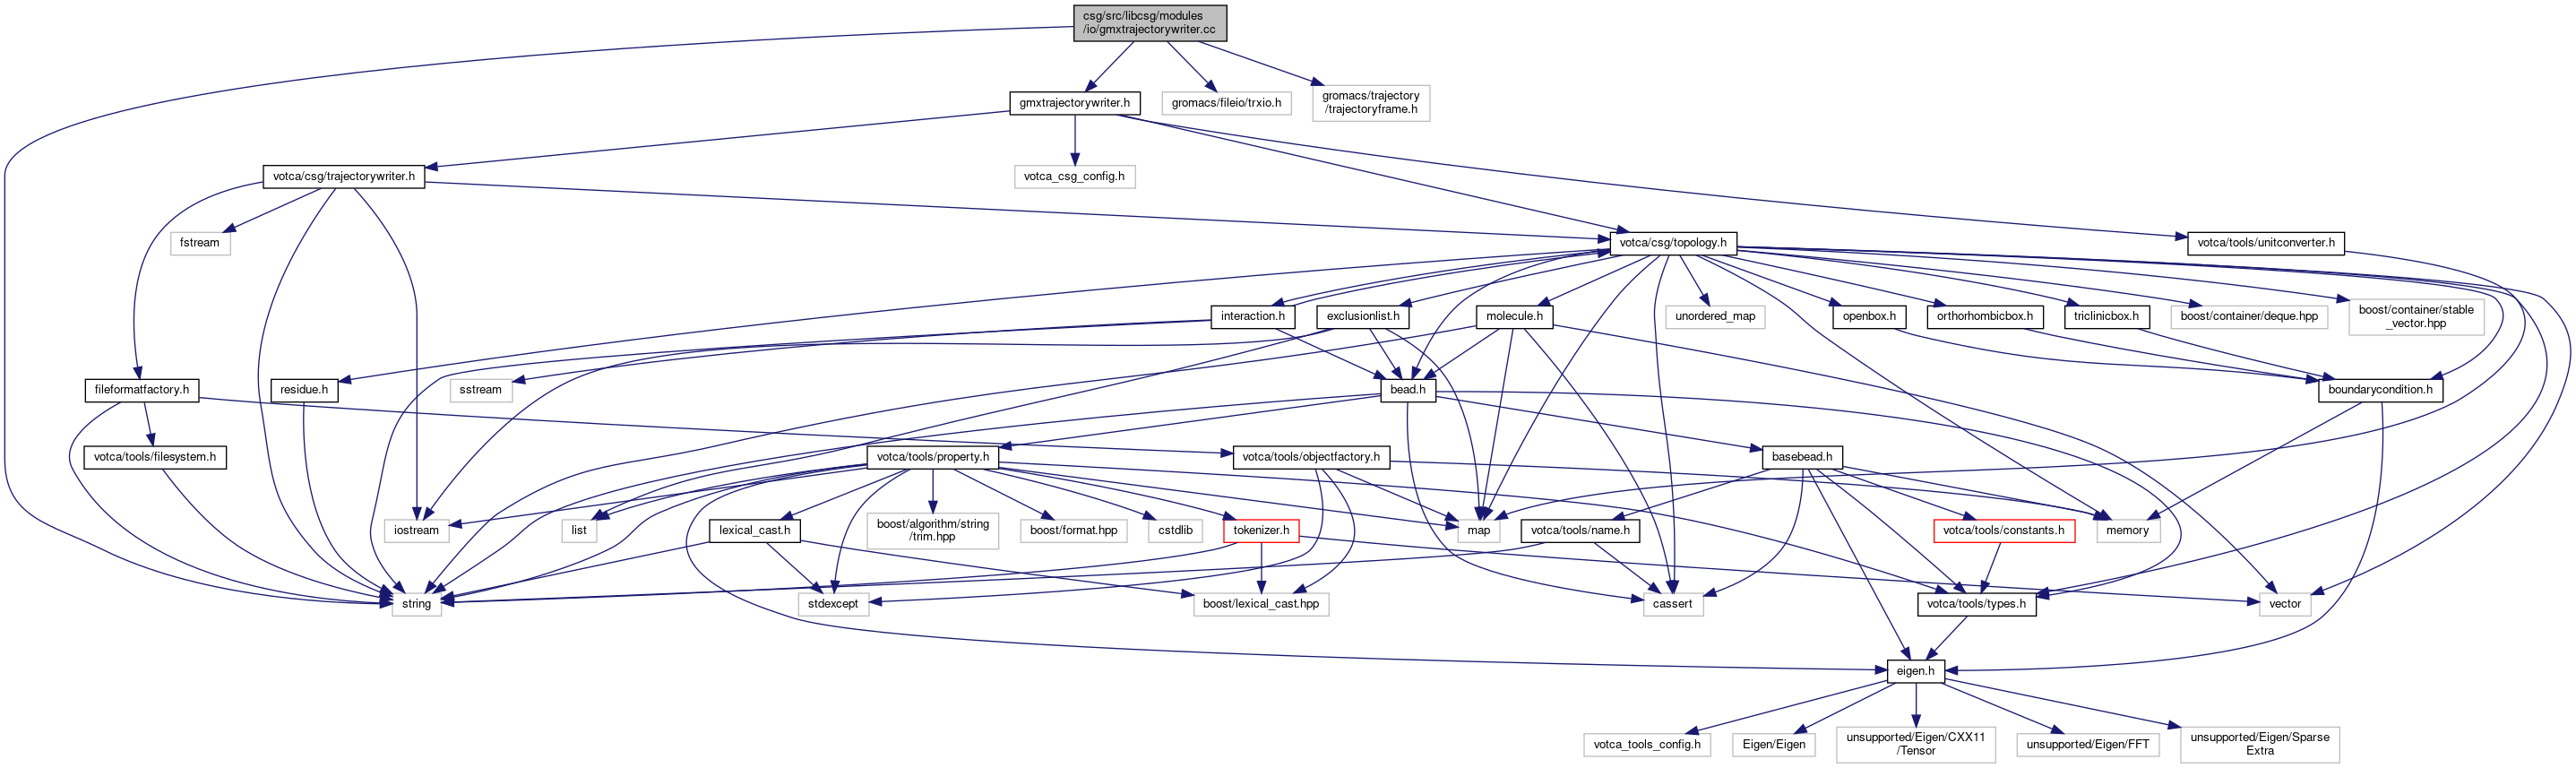 csg/src/libcsg/modules
/io/gmxtrajectorywriter.cc
gmxtrajectorywriter.h
gromacs/fileio/trxio.h
gromacs/trajectory
/trajectoryframe.h
votca/csg/trajectorywriter.h
votca_csg_config.h
fstream
votca/csg/topology.h
votca/tools/unitconverter.h
interaction.h
exclusionlist.h
molecule.h
unordered_map
openbox.h
orthorhombicbox.h
triclinicbox.h
boost/container/deque.hpp
boost/container/stable
_vector.hpp
fileformatfactory.h
residue.h
sstream
bead.h
boundarycondition.h
votca/tools/filesystem.h
votca/tools/property.h
votca/tools/objectfactory.h
basebead.h
iostream
list
lexical_cast.h
boost/algorithm/string
/trim.hpp
boost/format.hpp
cstdlib
tokenizer.h
map
votca/tools/name.h
votca/tools/constants.h
memory
string
stdexcept
boost/lexical_cast.hpp
cassert
votca/tools/types.h
vector
eigen.h
votca_tools_config.h
Eigen/Eigen
unsupported/Eigen/CXX11
/Tensor
unsupported/Eigen/FFT
unsupported/Eigen/Sparse
Extra